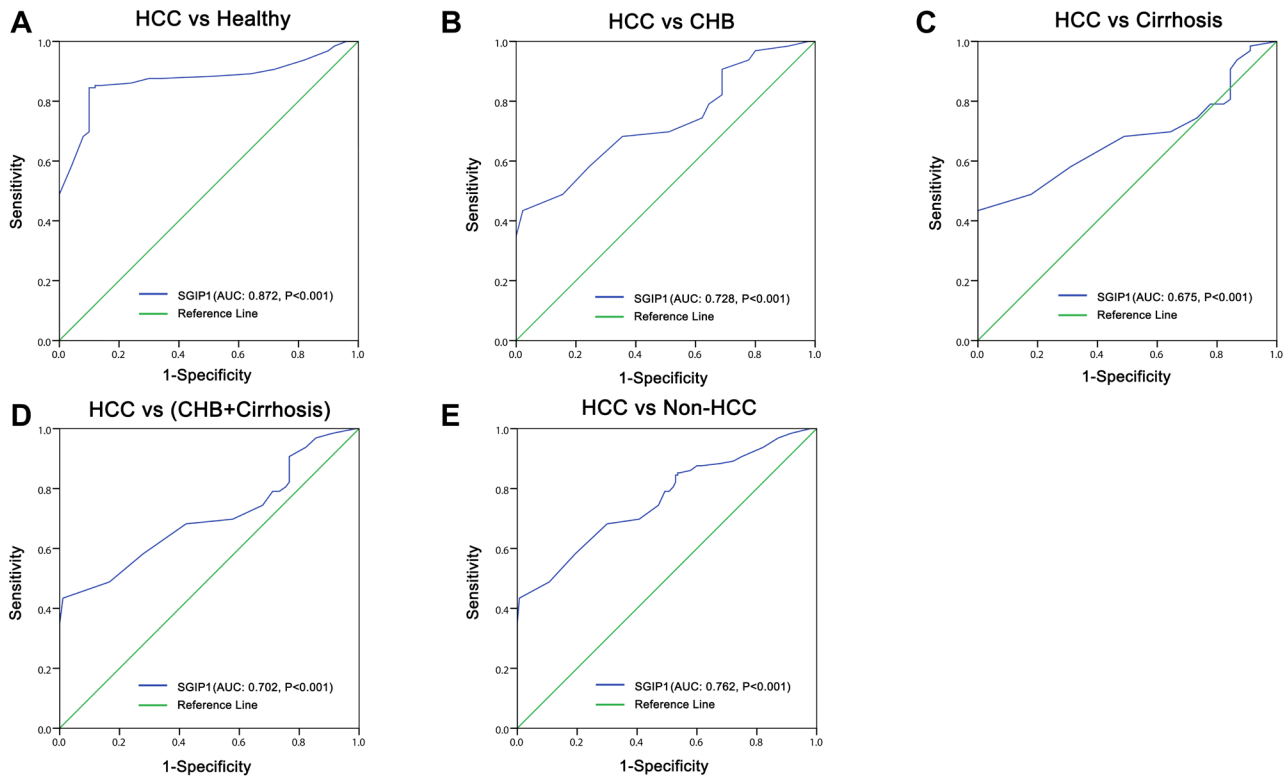 A
HCC vs Healthy
1.0
0.8
0.6
0.4
0.2
0.0
Sensitivity
SGIP1(AUC: 0.872, P<0.001)
Reference Line
0.0 0.2 0.4 0.6 0.8 1.0
1-Specificity
B
HCC vs CHB
1.0
0.8
0.6
0.4
0.2
0.0
Sensitivity
SGIP1(AUC: 0.728, P<0.001)
Reference Line
0.0 0.2 0.4 0.6 0.8 1.0
1-Specificity
C
HCC vs Cirrhosis
1.0
0.8
0.6
0.4
0.2
0.0
Sensitivity
SGIP1(AUC: 0.675, P<0.001)
Reference Line
0.0 0.2 0.4 0.6 0.8 1.0
1-Specificity
D
HCC vs (CHB+Cirrhosis)
1.0
0.8
0.6
0.4
0.2
0.0
Sensitivity
SGIP1(AUC: 0.702, P<0.001)
Reference Line
0.0 0.2 0.4 0.6 0.8 1.0
1-Specificity
E
HCC vs Non-HCC
1.0
0.8
0.6
0.4
0.2
0.0
Sensitivity
SGIP1(AUC: 0.762, P<0.001)
Reference Line
0.0 0.2 0.4 0.6 0.8 1.0
1-Specificity